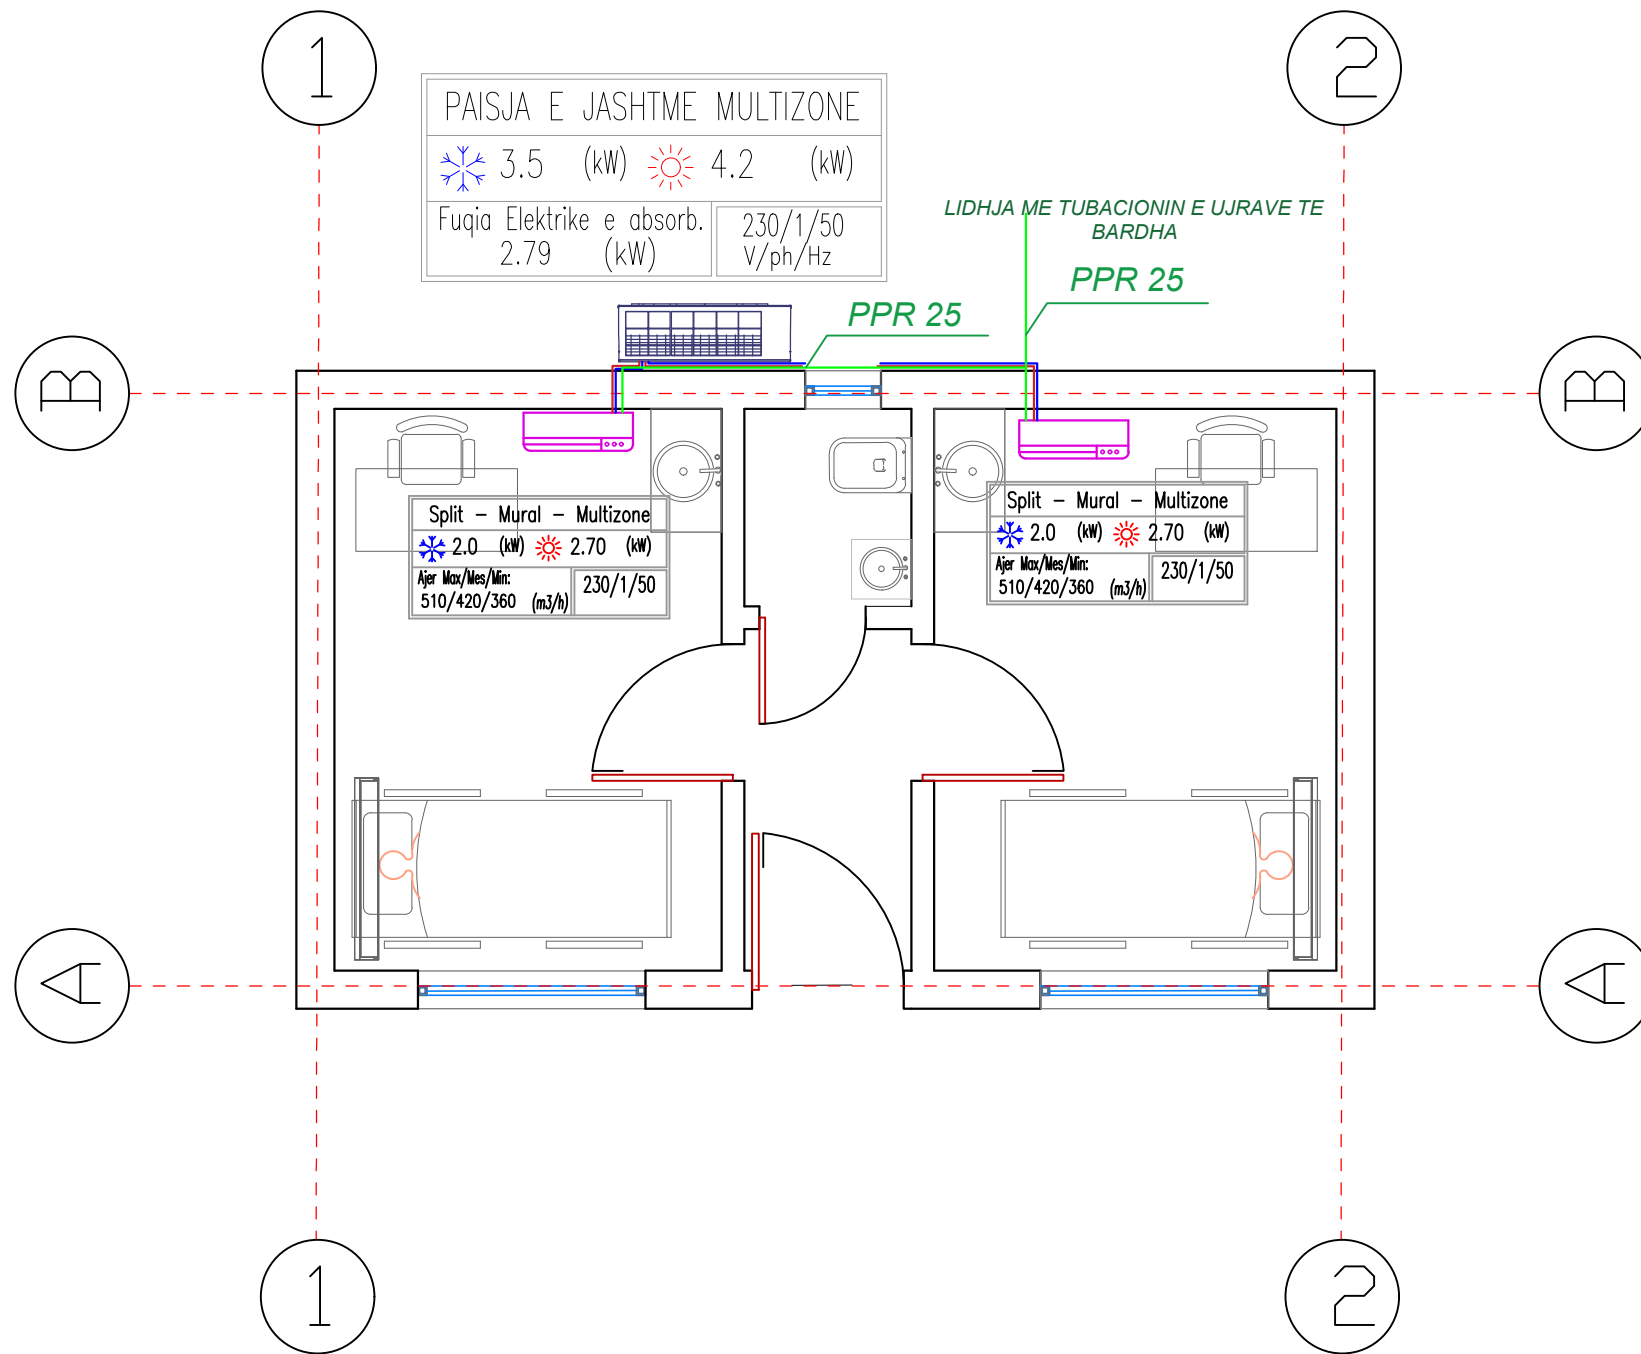 1
2
PAISJA E JASHTME MULTIZONE
3.5 (kW) 4.2 (kW)
Fuqia Elektrike e absorb.
2.79 (kW)
230/1/50
V/ph/Hz
LIDHJA ME TUBACIONIN E UJRAVE TE
BARDHA
PPR 25
PPR 25
B
B
Split - Mural - Multizone
2.0 (kW) 2.70 (kW)
Ajer Max/Mes/Min:
510/420/360 (m3/h)
230/1/50
Split - Mural - Multizone
2.0 (kW) 2.70 (kW)
Ajer Max/Mes/Min:
510/420/360 (m3/h)
230/1/50
A
A
1
2